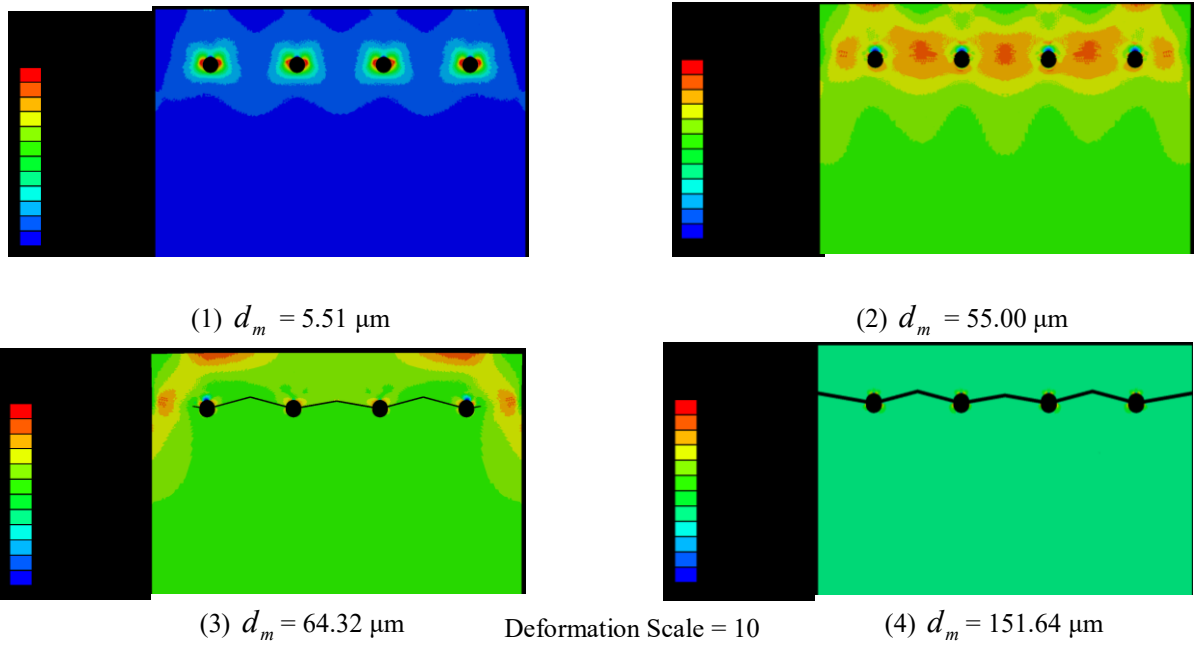 (1) d_m = 5.51 μm
(2) d_m = 55.00 μm
(3) d_m = 64.32 μm
Deformation Scale = 10
(4) d_m = 151.64 μm